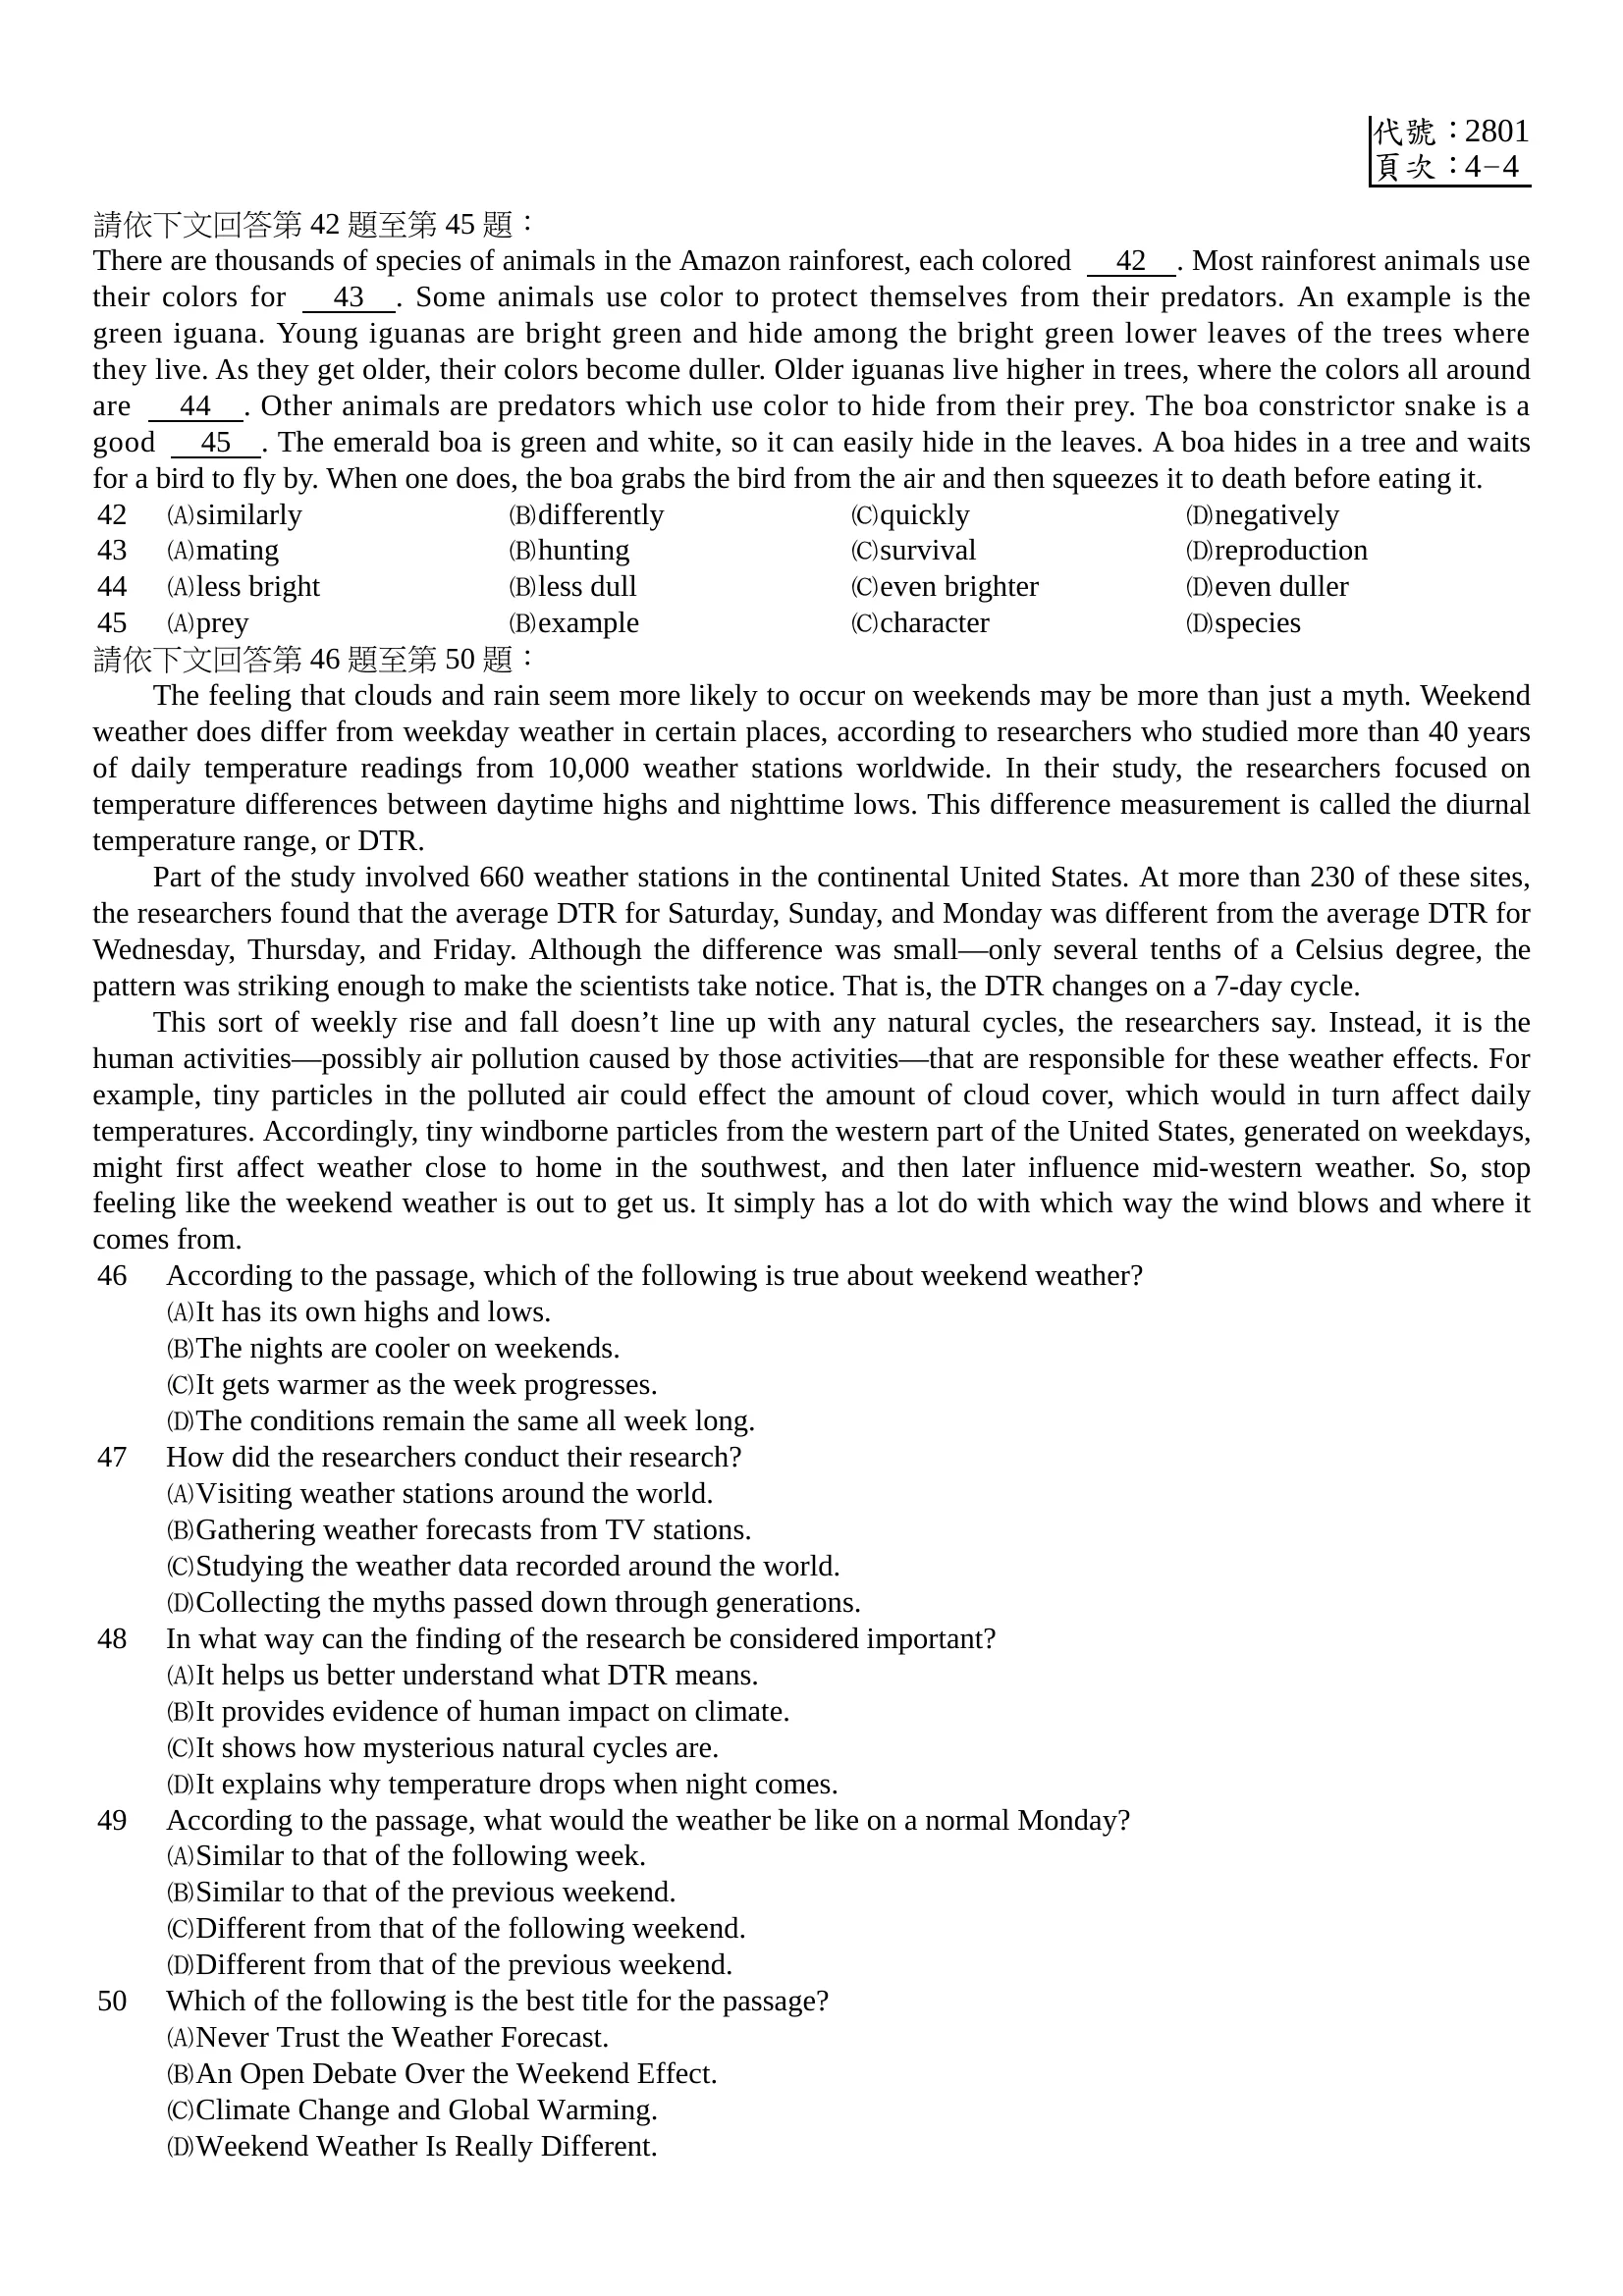 代號：2801
頁次：4－4
請依下文回答第 42 題至第 45 題：
There are thousands of species of animals in the Amazon rainforest, each colored 42 . Most rainforest animals use
their colors for 43 . Some animals use color to protect themselves from their predators. An example is the
green iguana. Young iguanas are bright green and hide among the bright green lower leaves of the trees where
they live. As they get older, their colors become duller. Older iguanas live higher in trees, where the colors all around
are 44 . Other animals are predators which use color to hide from their prey. The boa constrictor snake is a
good 45 . The emerald boa is green and white, so it can easily hide in the leaves. A boa hides in a tree and waits
for a bird to fly by. When one does, the boa grabs the bird from the air and then squeezes it to death before eating it.
42 (A)similarly (B)differently (C)quickly (D)negatively
43 (A)mating (B)hunting (C)survival (D)reproduction
44 (A)less bright (B)less dull (C)even brighter (D)even duller
45 (A)prey (B)example (C)character (D)species
請依下文回答第 46 題至第 50 題：
The feeling that clouds and rain seem more likely to occur on weekends may be more than just a myth. Weekend
weather does differ from weekday weather in certain places, according to researchers who studied more than 40 years
of daily temperature readings from 10,000 weather stations worldwide. In their study, the researchers focused on
temperature differences between daytime highs and nighttime lows. This difference measurement is called the diurnal
temperature range, or DTR.
Part of the study involved 660 weather stations in the continental United States. At more than 230 of these sites,
the researchers found that the average DTR for Saturday, Sunday, and Monday was different from the average DTR for
Wednesday, Thursday, and Friday. Although the difference was small—only several tenths of a Celsius degree, the
pattern was striking enough to make the scientists take notice. That is, the DTR changes on a 7-day cycle.
This sort of weekly rise and fall doesn’t line up with any natural cycles, the researchers say. Instead, it is the
human activities—possibly air pollution caused by those activities—that are responsible for these weather effects. For
example, tiny particles in the polluted air could effect the amount of cloud cover, which would in turn affect daily
temperatures. Accordingly, tiny windborne particles from the western part of the United States, generated on weekdays,
might first affect weather close to home in the southwest, and then later influence mid-western weather. So, stop
feeling like the weekend weather is out to get us. It simply has a lot do with which way the wind blows and where it
comes from.
46 According to the passage, which of the following is true about weekend weather?
(A)It has its own highs and lows.
(B)The nights are cooler on weekends.
(C)It gets warmer as the week progresses.
(D)The conditions remain the same all week long.
47 How did the researchers conduct their research?
(A)Visiting weather stations around the world.
(B)Gathering weather forecasts from TV stations.
(C)Studying the weather data recorded around the world.
(D)Collecting the myths passed down through generations.
48 In what way can the finding of the research be considered important?
(A)It helps us better understand what DTR means.
(B)It provides evidence of human impact on climate.
(C)It shows how mysterious natural cycles are.
(D)It explains why temperature drops when night comes.
49 According to the passage, what would the weather be like on a normal Monday?
(A)Similar to that of the following week.
(B)Similar to that of the previous weekend.
(C)Different from that of the following weekend.
(D)Different from that of the previous weekend.
50 Which of the following is the best title for the passage?
(A)Never Trust the Weather Forecast.
(B)An Open Debate Over the Weekend Effect.
(C)Climate Change and Global Warming.
(D)Weekend Weather Is Really Different.